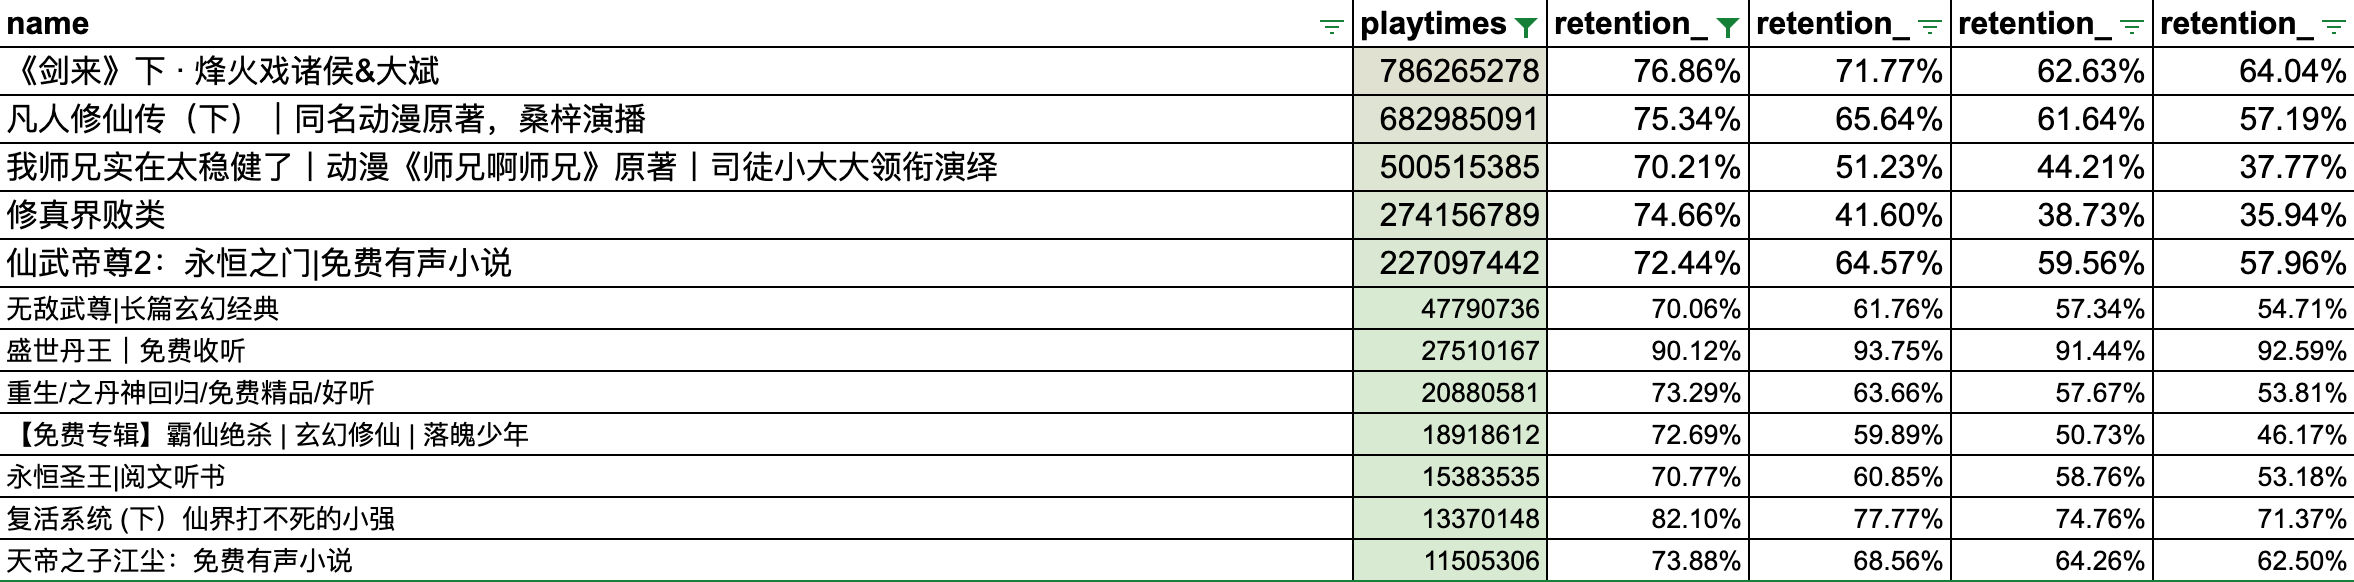 name playtimes retention_ retention_ retention_ retention_
《剑来》下 · 烽火戏诸侯&大斌 786265278 76.86% 71.77% 62.63% 64.04%
凡人修仙传（下）｜同名动漫原著，桑梓演播 682985091 75.34% 65.64% 61.64% 57.19%
我师兄实在太稳健了丨动漫《师兄啊师兄》原著丨司徒小大大领衔演绎 500515385 70.21% 51.23% 44.21% 37.77%
修真界败类 274156789 74.66% 41.60% 38.73% 35.94%
仙武帝尊2：永恒之门|免费有声小说 227097442 72.44% 64.57% 59.56% 57.96%
无敌武尊|长篇玄幻经典 47790736 70.06% 61.76% 57.34% 54.71%
盛世丹王｜免费收听 27510167 90.12% 93.75% 91.44% 92.59%
重生/之丹神回归/免费精品/好听 20880581 73.29% 63.66% 57.67% 53.81%
【免费专辑】霸仙绝杀 | 玄幻修仙 | 落魄少年 18918612 72.69% 59.89% 50.73% 46.17%
永恒圣王|阅文听书 15383535 70.77% 60.85% 58.76% 53.18%
复活系统 (下）仙界打不死的小强 13370148 82.10% 77.77% 74.76% 71.37%
天帝之子江尘：免费有声小说 11505306 73.88% 68.56% 64.26% 62.50%